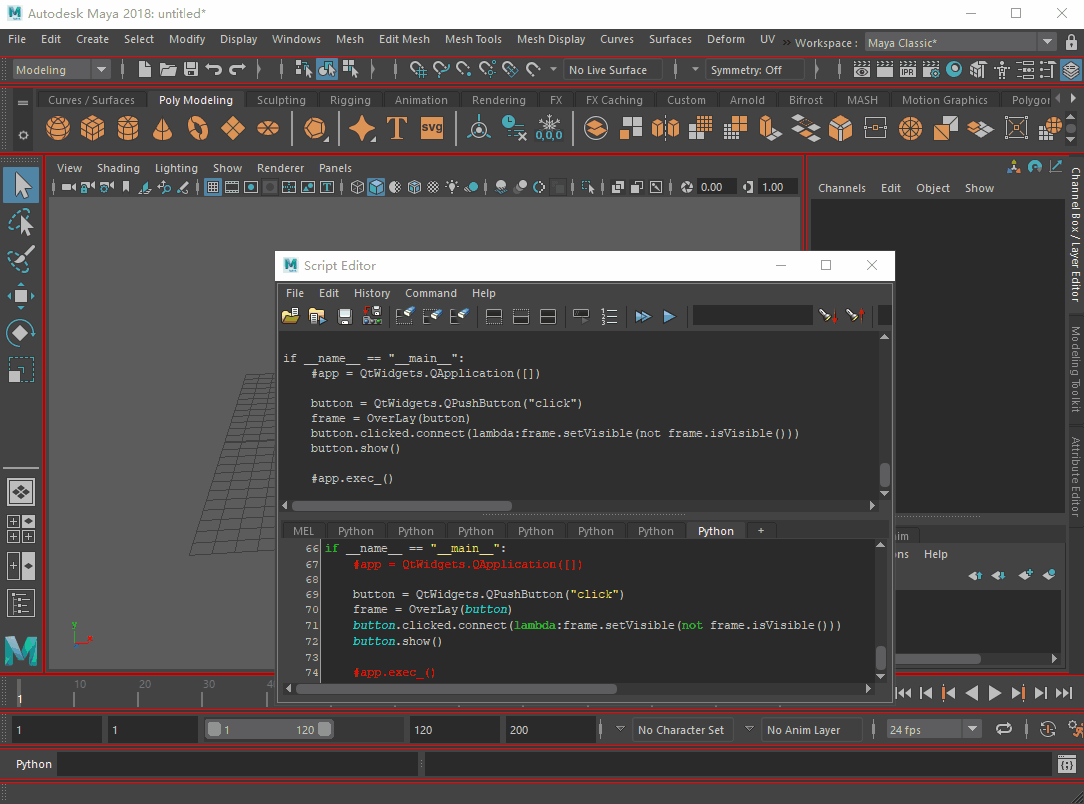 Autodesk Maya 2018: untitled*
File Edit Create Select Modify Display Windows Mesh Edit Mesh Mesh Tools Mesh Display Curves Surfaces Deform UV » Workspace : Maya Classic*
Modeling No Live Surface Symmetry: Off
Curves / Surfaces Poly Modeling Sculpting Rigging Animation Rendering FX FX Caching Custom Arnold Bifrost MASH Motion Graphics Polygor
T SVG 0,0,0
View Shading Lighting Show Renderer Panels
0.00 1.00
Channels Edit Object Show
Channel Box / Layer Editor
Modeling Toolkit
Attribute Editor
Script Editor
File Edit History Command Help
if __name__ == "__main__":
#app = QtWidgets.QApplication([])
button = QtWidgets.QPushButton("click")
frame = OverLay(button)
button.clicked.connect(lambda:frame.setVisible(not frame.isVisible()))
button.show()
#app.exec_()
MEL Python Python Python Python Python Python Python +
66 if __name__ == "__main__":
67 #app = QtWidgets.QApplication([])
68
69 button = QtWidgets.QPushButton("click")
70 frame = OverLay(button)
71 button.clicked.connect(lambda:frame.setVisible(not frame.isVisible()))
72 button.show()
73
74 #app.exec_()
im
ns Help
y x
1 10 20 30 4
1 1 1 120 120 200 No Character Set No Anim Layer 24 fps
Python